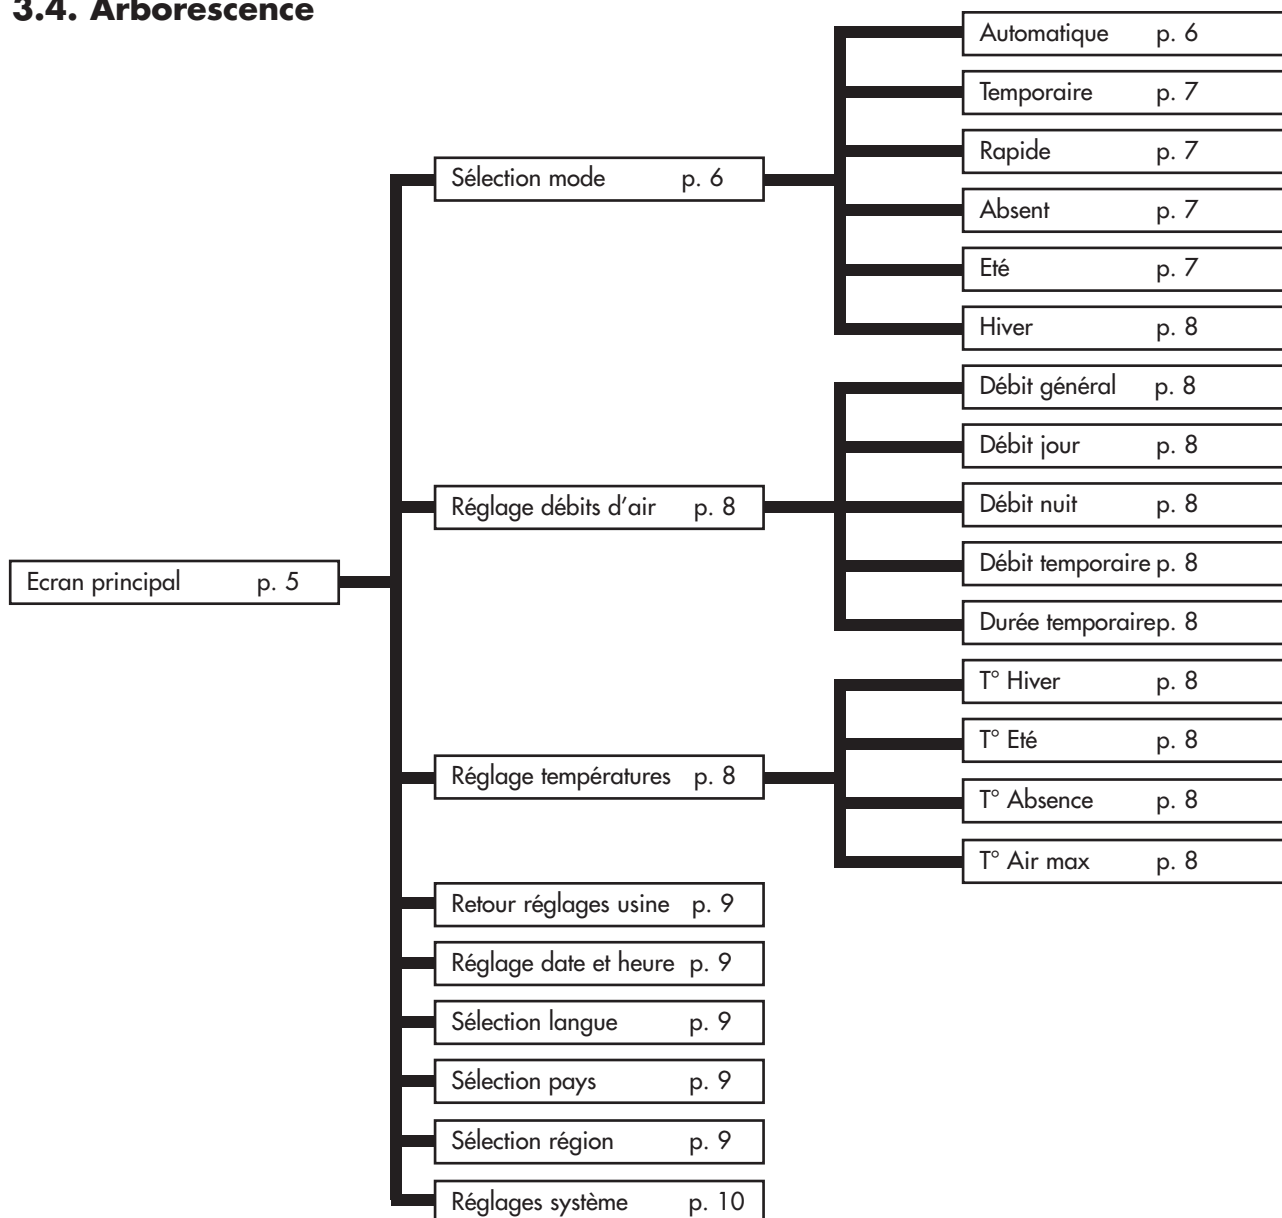 3.4. Arborescence
Ecran principal p. 5
Sélection mode p. 6
Automatique p. 6
Temporaire p. 7
Rapide p. 7
Absent p. 7
Eté p. 7
Hiver p. 8
Réglage débits d'air p. 8
Débit général p. 8
Débit jour p. 8
Débit nuit p. 8
Débit temporaire p. 8
Durée temporairep. 8
Réglage températures p. 8
T° Hiver p. 8
T° Eté p. 8
T° Absence p. 8
T° Air max p. 8
Retour réglages usine p. 9
Réglage date et heure p. 9
Sélection langue p. 9
Sélection pays p. 9
Sélection région p. 9
Réglages système p. 10